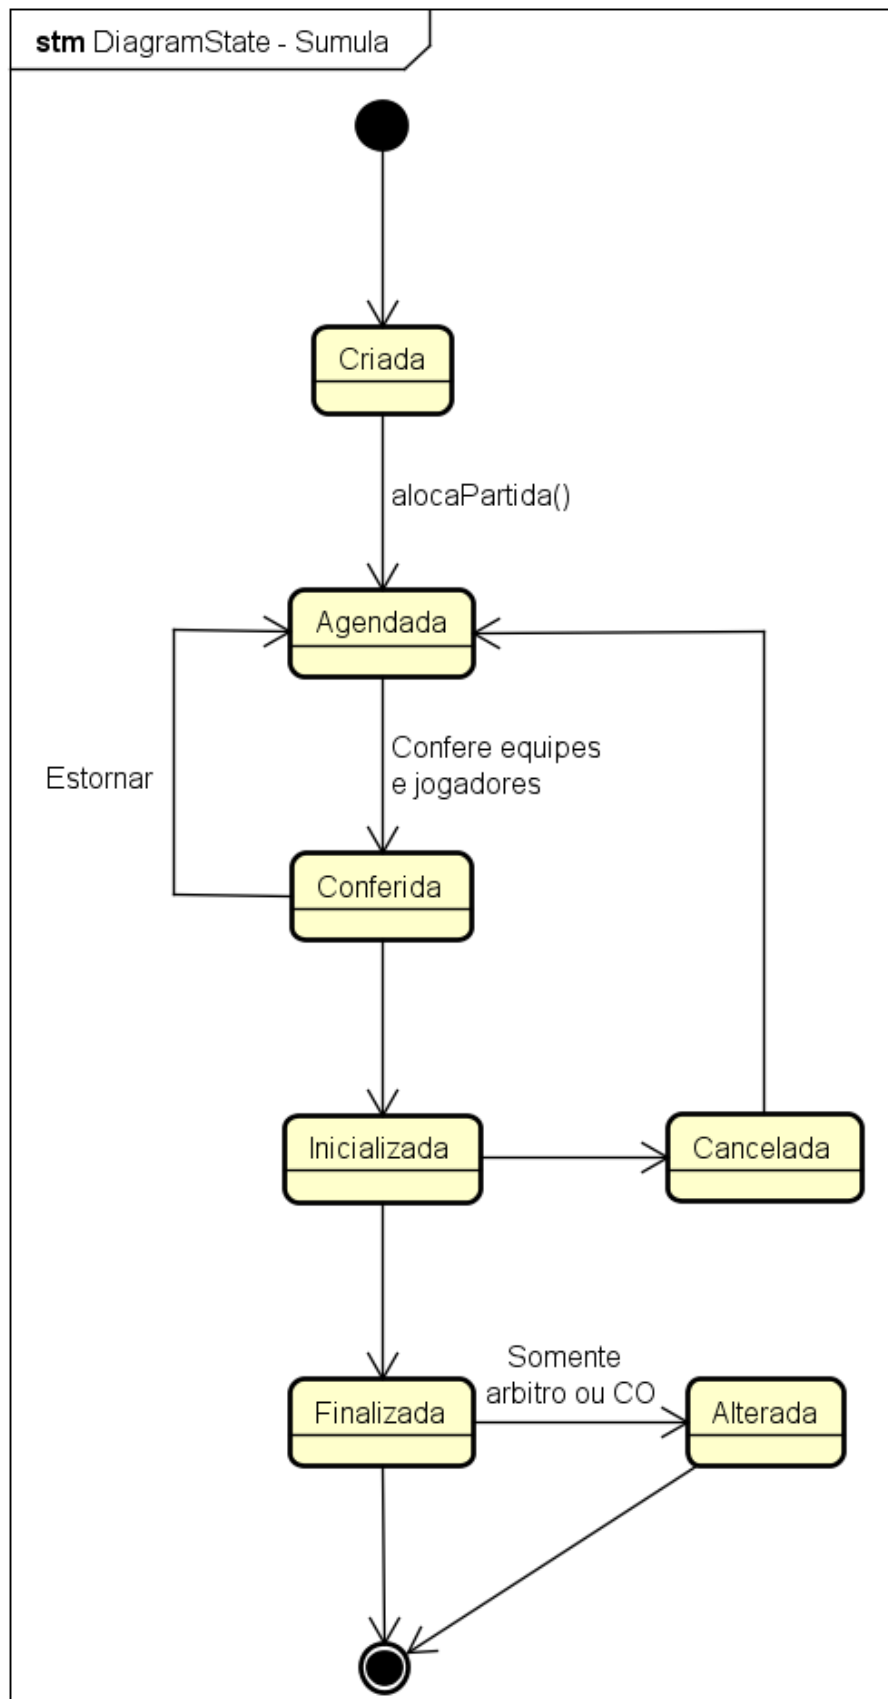 stm DiagramState - Sumula
Criada
alocaPartida()
Agendada
Confere equipes
e jogadores
Estornar
Conferida
Inicializada
Cancelada
Somente
arbitro ou CO
Finalizada
Alterada